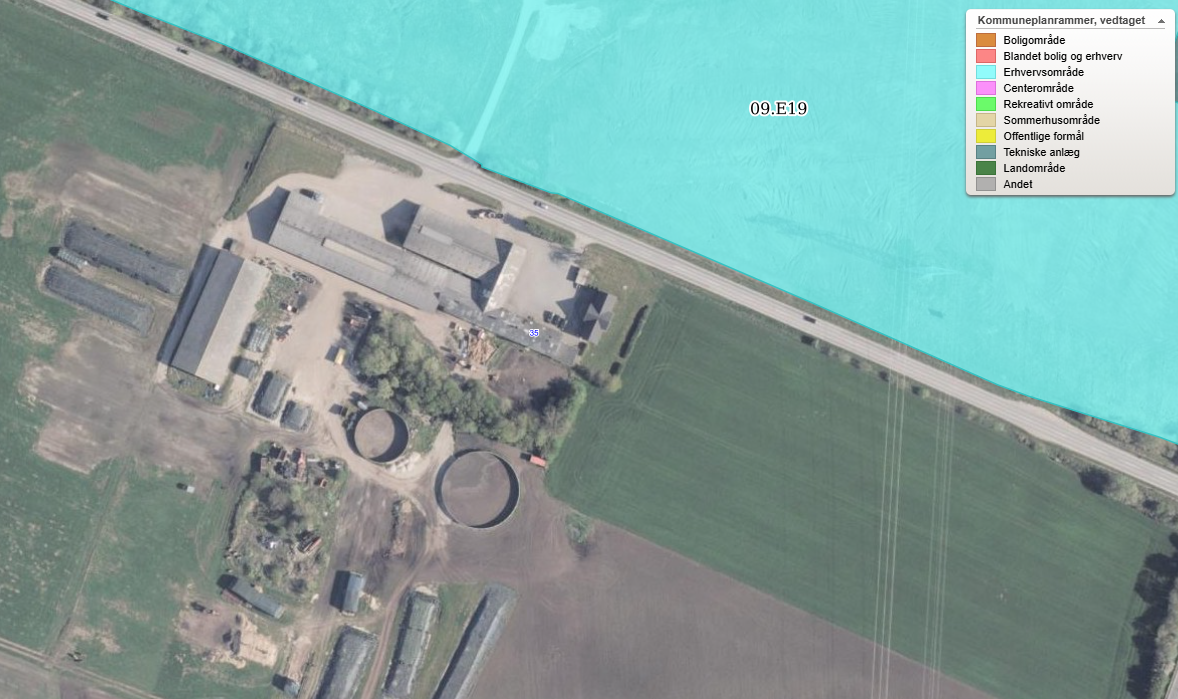 Kommuneplanrammer, vedtaget
Boligområde
Blandet bolig og erhverv
Erhvervsområde
Centerområde
Rekreativt område
Sommerhusområde
Offentlige formål
Tekniske anlæg
Landområde
Andet
09.E19
35